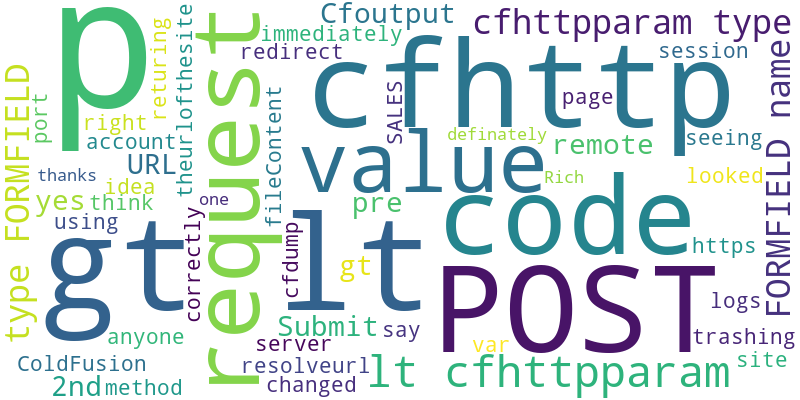 p
request
cfhttp
cfhttpparam type
Cfoutput
immediately
redirect
session
returing
theurlofthesite
type FORMFIELD
port
right
account
URL
thanks
idea
yes
think
using
one
correctly
fileContent
SALES
page
value
definately
remote
seeing
Rich
looked
pre
code
FORMFIELD name
https
gt
lt
cfdump
gt
POST
logs
trashing
var
site
Submit
say
server
anyone
ColdFusion
2nd
method
resolveurl
changed
lt cfhttpparam